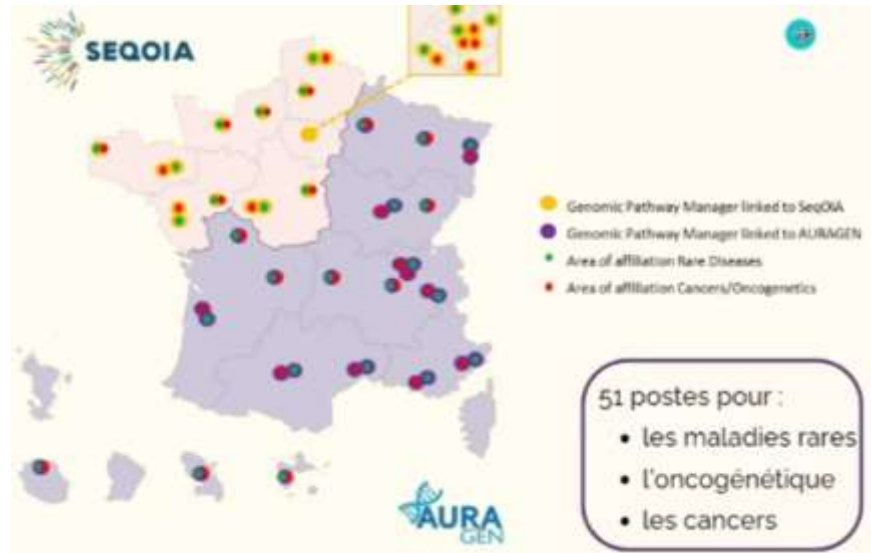 SEQOIA
Genomic Pathway Manager linked to SeqOIA
Genomic Pathway Manager linked to AURAGEN
Area of affiliation Rare Diseases
Area of affiliation Cancers/Oncogenetics
51 postes pour :
• les maladies rares
• l'oncogénétique
• les cancers
AURA
GEN